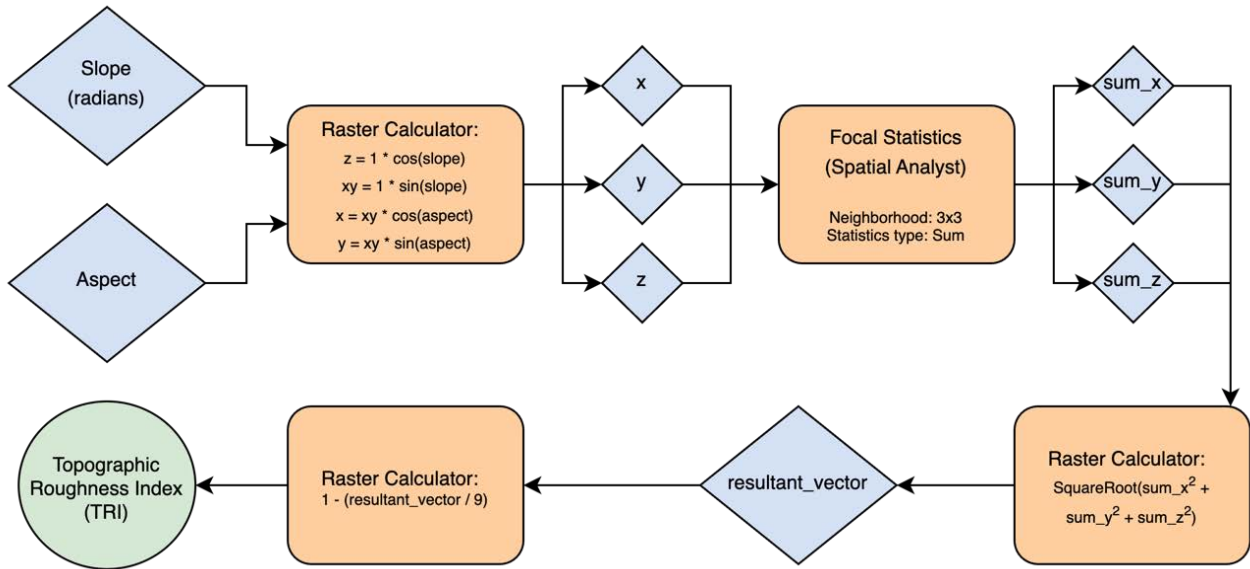 Slope
(radians)
Aspect
Raster Calculator:
z = 1 * cos(slope)
xy = 1 * sin(slope)
x = xy * cos(aspect)
y = xy * sin(aspect)
x
y
z
Focal Statistics
(Spatial Analyst)
Neighborhood: 3x3
Statistics type: Sum
sum_x
sum_y
sum_z
Raster Calculator:
SquareRoot(sum_x² +
sum_y² + sum_z²)
resultant_vector
Raster Calculator:
1 - (resultant_vector / 9)
Topographic
Roughness Index
(TRI)